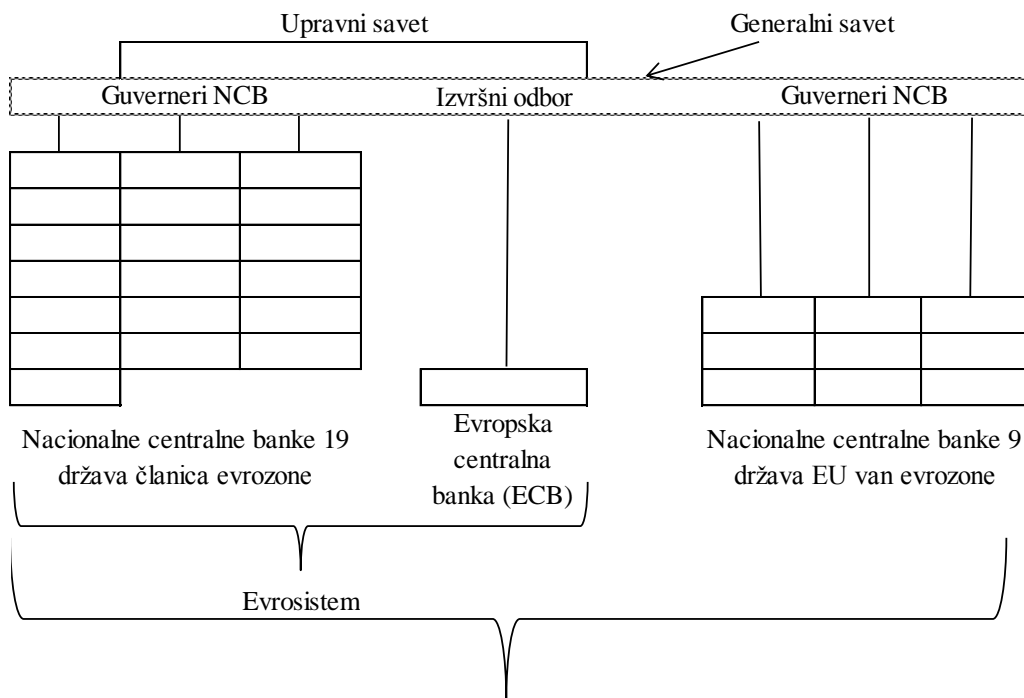 Upravni savet
Generalni savet
Guverneri NCB
Izvršni odbor
Guverneri NCB
Nacionalne centralne banke 19
država članica evrozone
Evropska
centralna
banka (ECB)
Nacionalne centralne banke 9
država EU van evrozone
Evrosistem